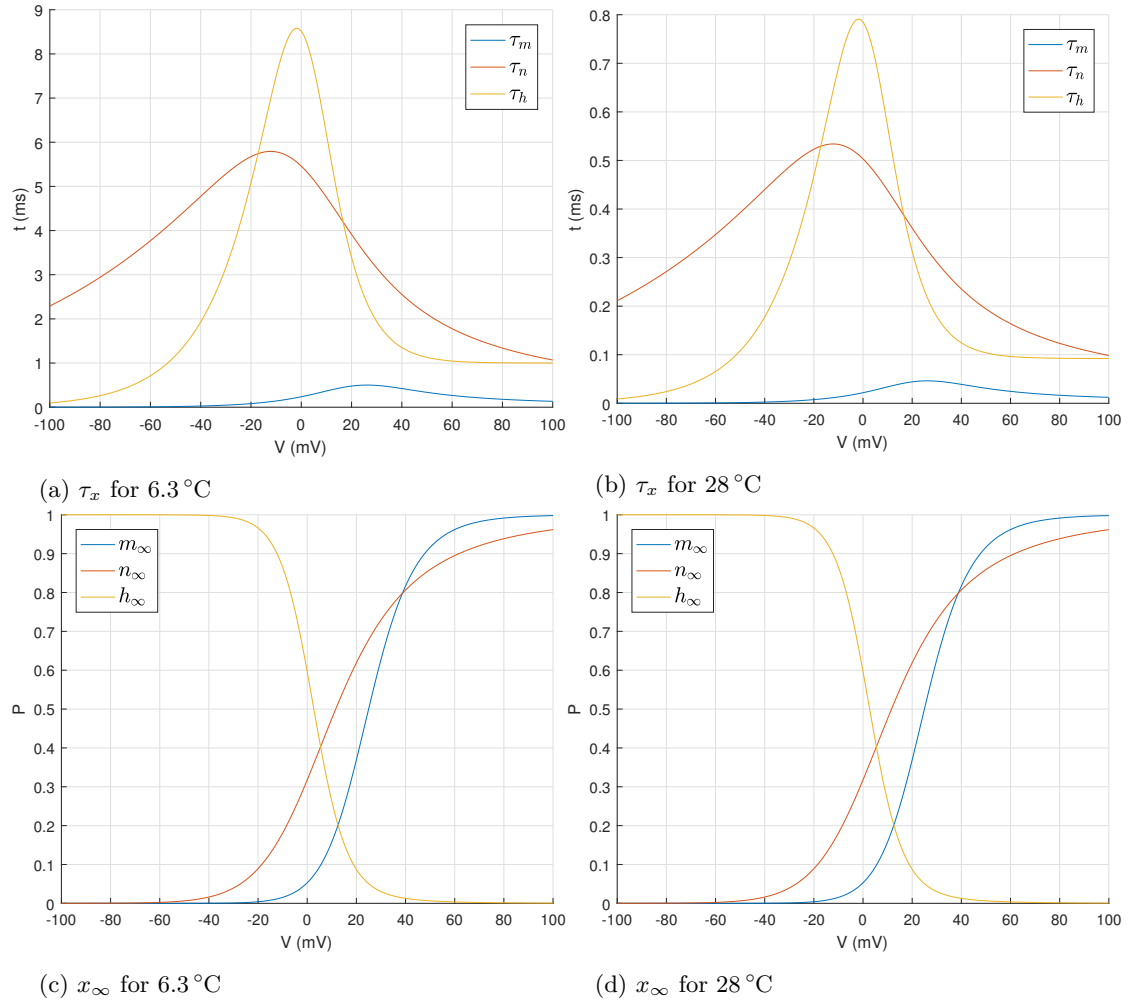 9
8
7
6
5
4
3
2
1
0
t (ms)
-100 -80 -60 -40 -20 0 20 40 60 80 100
V (mV)
τm
τn
τh
(a) τx for 6.3 °C
0.8
0.7
0.6
0.5
0.4
0.3
0.2
0.1
0
t (ms)
-100 -80 -60 -40 -20 0 20 40 60 80 100
V (mV)
τm
τn
τh
(b) τx for 28 °C
1
0.9
0.8
0.7
0.6
0.5
0.4
0.3
0.2
0.1
0
P
-100 -80 -60 -40 -20 0 20 40 60 80 100
V (mV)
m∞
n∞
h∞
(c) x∞ for 6.3 °C
1
0.9
0.8
0.7
0.6
0.5
0.4
0.3
0.2
0.1
0
P
-100 -80 -60 -40 -20 0 20 40 60 80 100
V (mV)
m∞
n∞
h∞
(d) x∞ for 28 °C